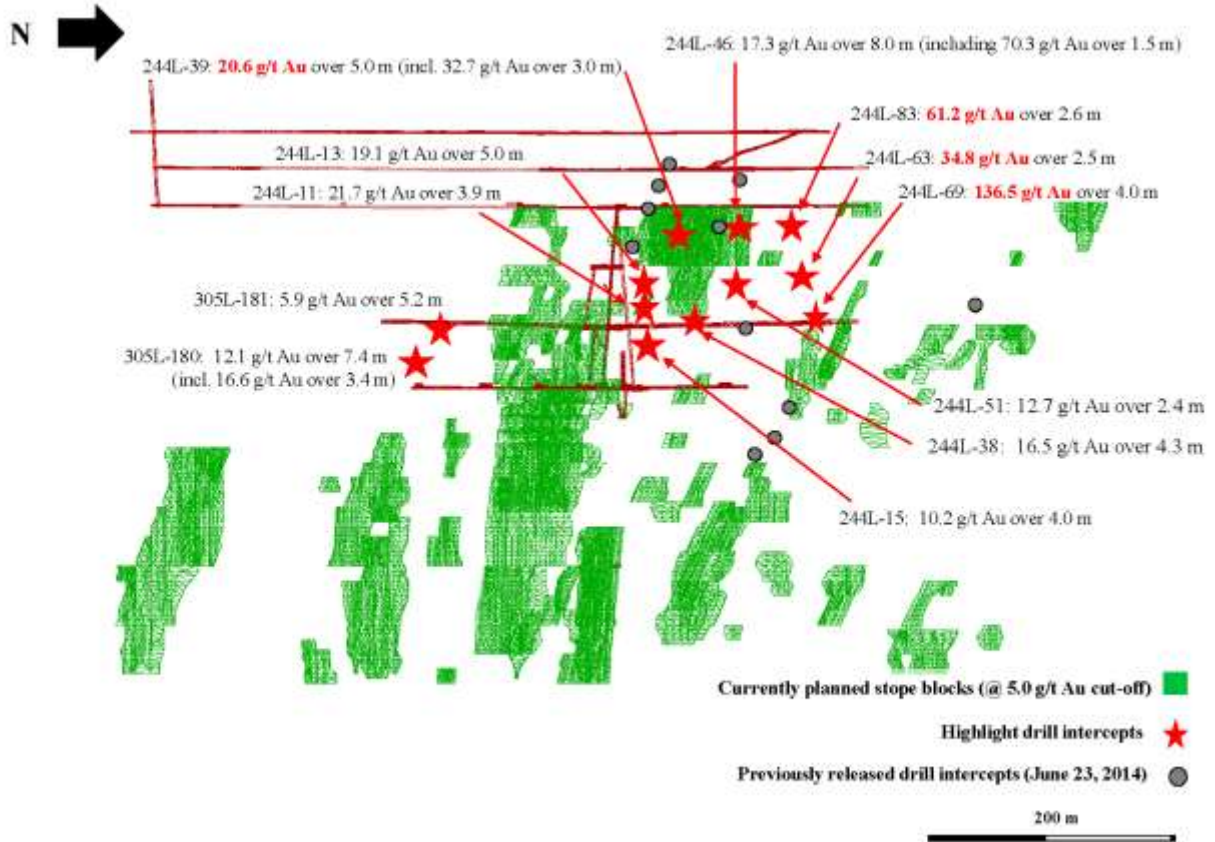 N
244L-46: 17.3 g/t Au over 8.0 m (including 70.3 g/t Au over 1.5 m)
244L-39: 20.6 g/t Au over 5.0 m (incl. 32.7 g/t Au over 3.0 m)
244L-83: 61.2 g/t Au over 2.6 m
244L-13: 19.1 g/t Au over 5.0 m
244L-63: 34.8 g/t Au over 2.5 m
244L-11: 21.7 g/t Au over 3.9 m
244L-69: 136.5 g/t Au over 4.0 m
305L-181: 5.9 g/t Au over 5.2 m
305L-180: 12.1 g/t Au over 7.4 m
(incl. 16.6 g/t Au over 3.4 m)
244L-51: 12.7 g/t Au over 2.4 m
244L-38: 16.5 g/t Au over 4.3 m
244L-15: 10.2 g/t Au over 4.0 m
Currently planned stope blocks (@ 5.0 g/t Au cut-off)
Highlight drill intercepts
Previously released drill intercepts (June 23, 2014)
200 m